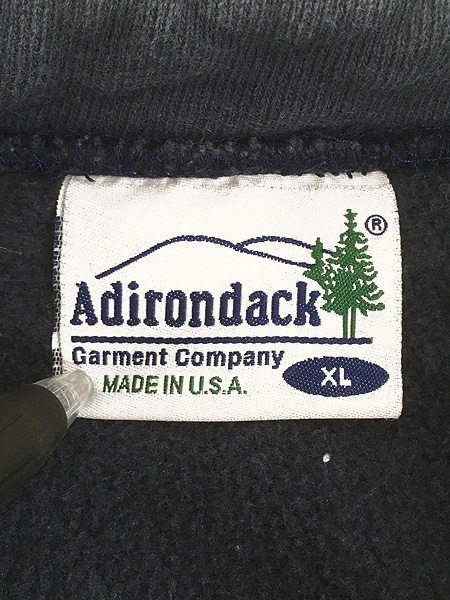 ®
Adirondack
Garment Company
MADE IN U.S.A.
XL